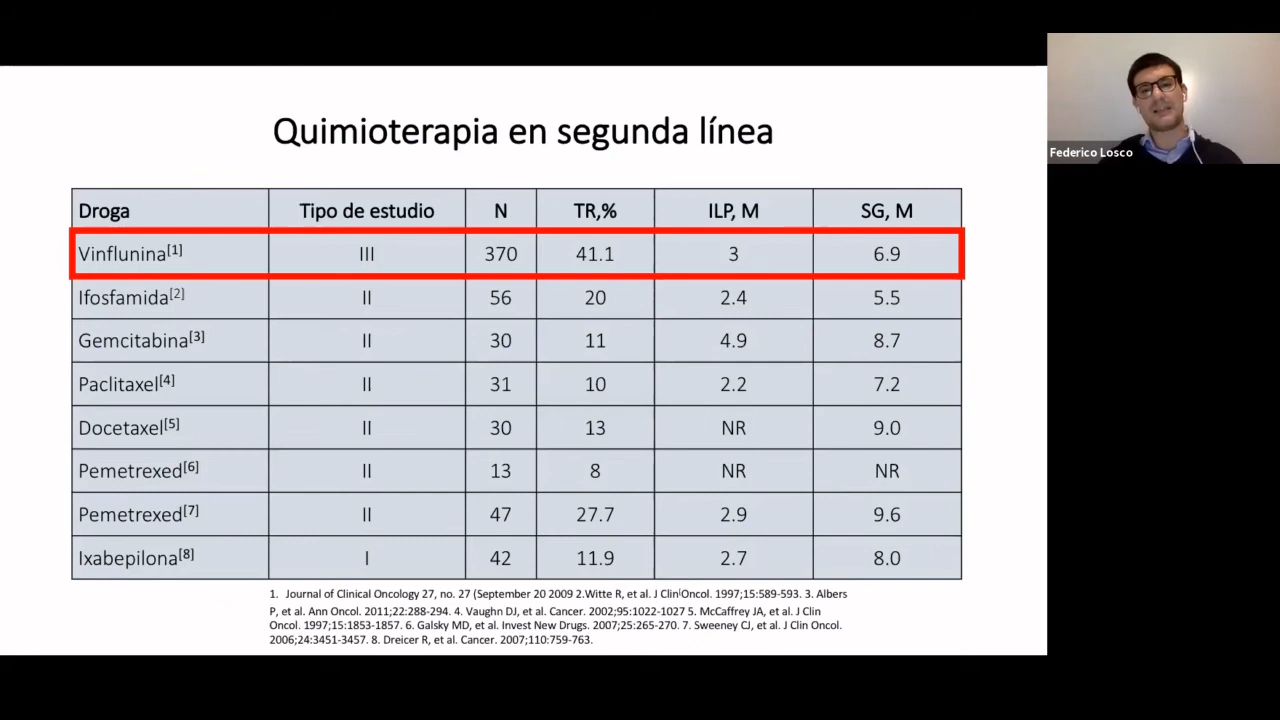 Quimioterapia en segunda línea
Federico Losco
Droga Tipo de estudio N TR,% ILP, M SG, M
Vinflunina[1] III 370 41.1 3 6.9
Ifosfamida[2] II 56 20 2.4 5.5
Gemcitabina[3] II 30 11 4.9 8.7
Paclitaxel[4] II 31 10 2.2 7.2
Docetaxel[5] II 30 13 NR 9.0
Pemetrexed[6] II 13 8 NR NR
Pemetrexed[7] II 47 27.7 2.9 9.6
Ixabepilona[8] I 42 11.9 2.7 8.0
1. Journal of Clinical Oncology 27, no. 27 (September 20 2009 2.Witte R, et al. J Clin Oncol. 1997;15:589-593. 3. Albers
P, et al. Ann Oncol. 2011;22:288-294. 4. Vaughn DJ, et al. Cancer. 2002;95:1022-1027 5. McCaffrey JA, et al. J Clin
Oncol. 1997;15:1853-1857. 6. Galsky MD, et al. Invest New Drugs. 2007;25:265-270. 7. Sweeney CJ, et al. J Clin Oncol.
2006;24:3451-3457. 8. Dreicer R, et al. Cancer. 2007;110:759-763.